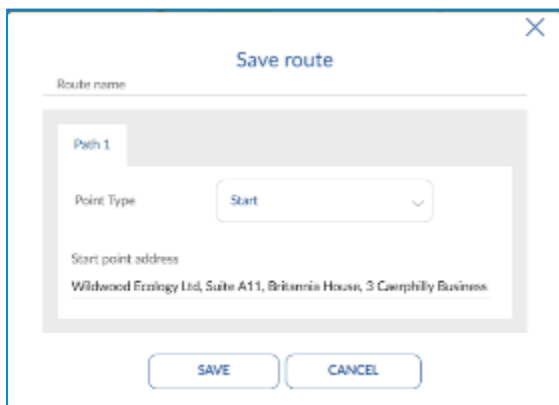 Save route
Route name
Path 1
Point Type
Start
Start point address
Wildwood Ecology Ltd, Suite A11, Britannia House, 3 Caerphilly Business
SAVE
CANCEL